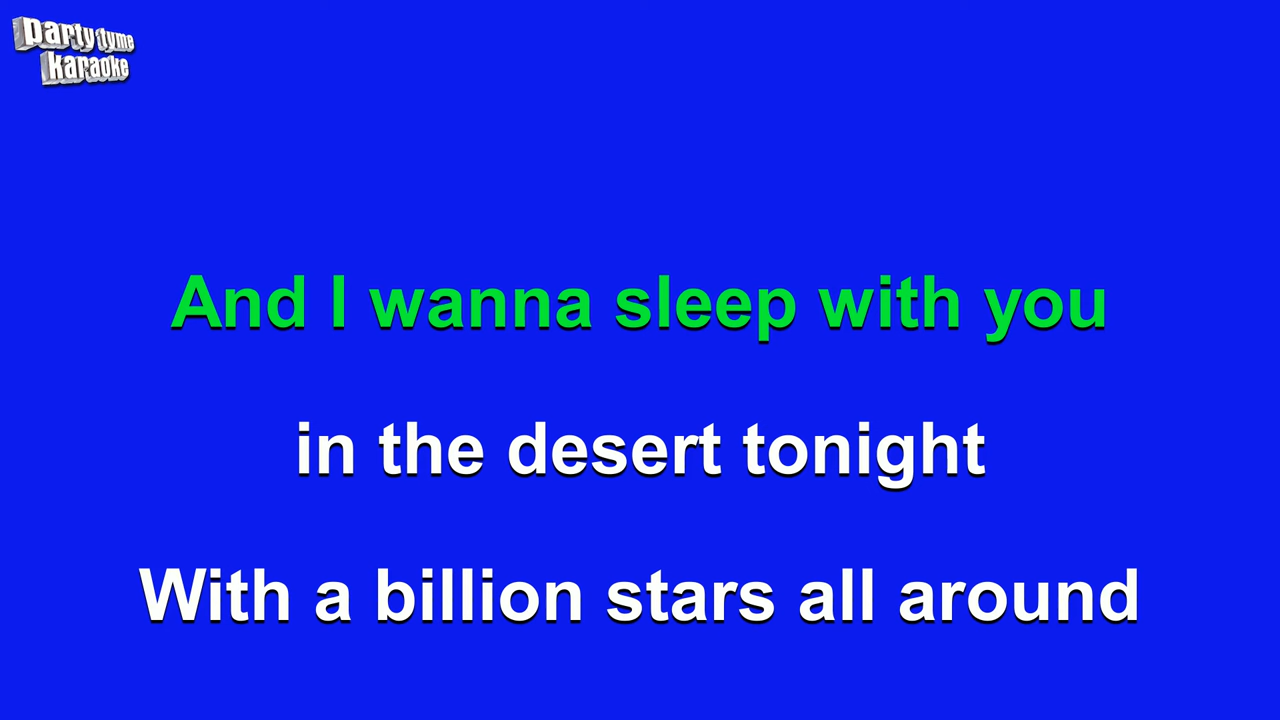 party tyme
karaoke
And I wanna sleep with you
in the desert tonight
With a billion stars all around